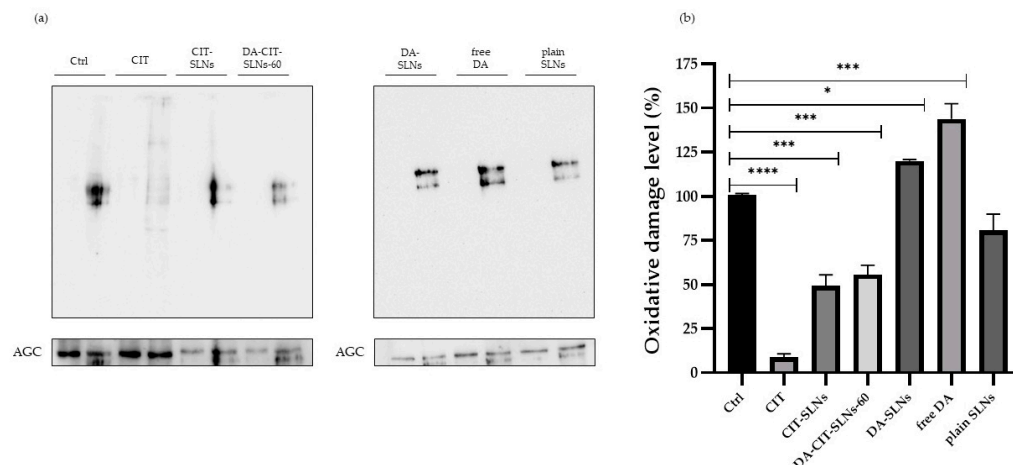 (a)
Ctrl
CIT
CIT-
SLNs
DA-CIT-
SLNs-60
DA-
SLNs
free
DA
plain
SLNs
AGC
AGC
(b)
Oxidative damage level (%)
175
150
125
100
75
50
25
0
***
*
***
***
****
Ctrl
CIT
CIT-SLNs
DA-CIT-SLNs-60
DA-SLNs
free DA
plain SLNs